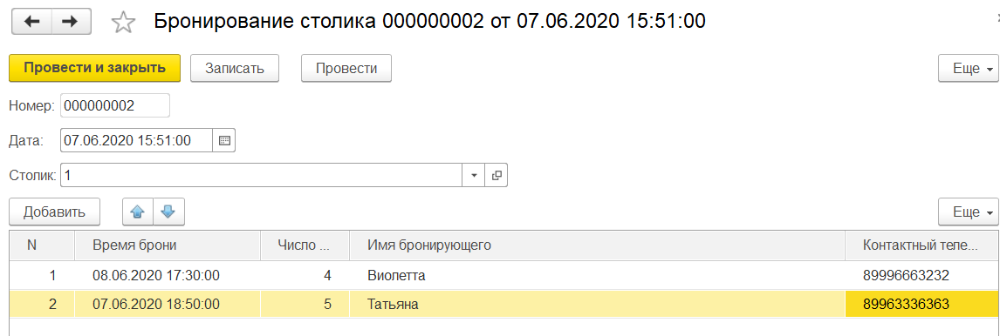 Бронирование столика 000000002 от 07.06.2020 15:51:00
Провести и закрыть Записать Провести Еще
Номер: 000000002
Дата: 07.06.2020 15:51:00
Столик: 1
Добавить Еще
N Время брони Число ... Имя бронирующего Контактный теле...
1 08.06.2020 17:30:00 4 Виолетта 89996663232
2 07.06.2020 18:50:00 5 Татьяна 89963336363